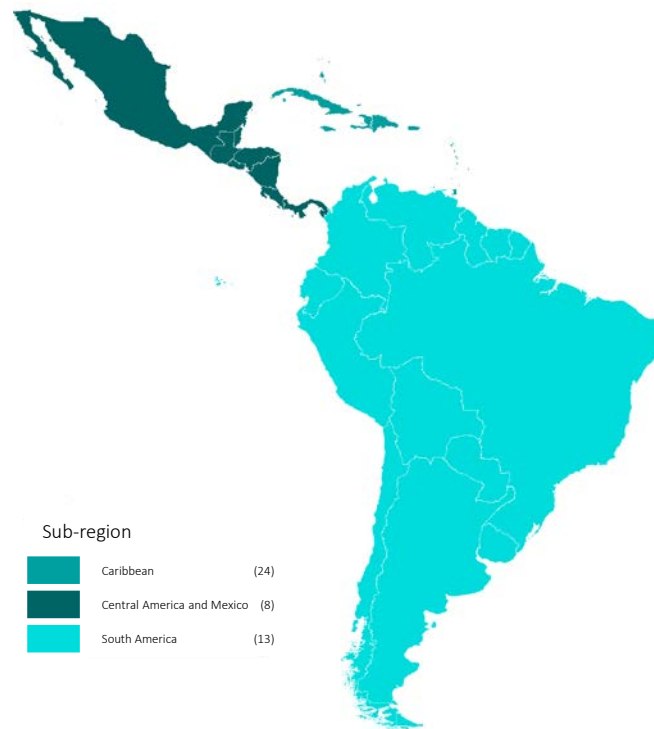 Sub-region
Caribbean (24)
Central America and Mexico (8)
South America (13)